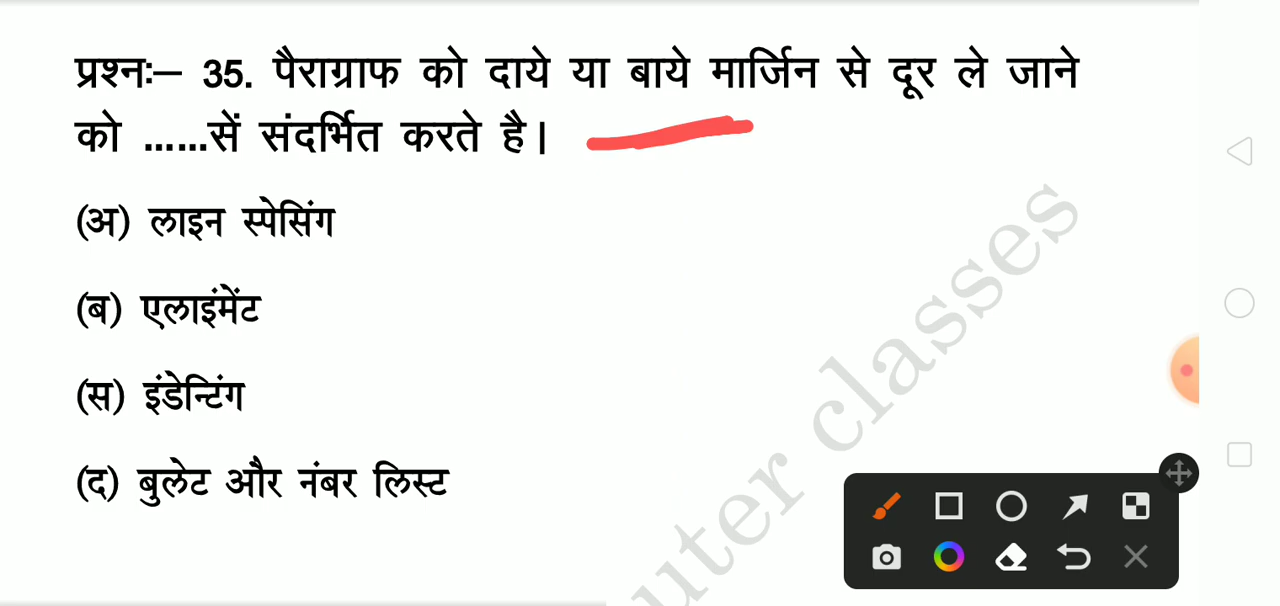 प्रश्नः– 35. पैराग्राफ को दाये या बाये मार्जिन से दूर ले जाने
को ......सें संदर्भित करते है|
(अ) लाइन स्पेसिंग
(ब) एलाइंमेंट
(स) इंडेन्टिंग
(द) बुलेट और नंबर लिस्ट
uter classes